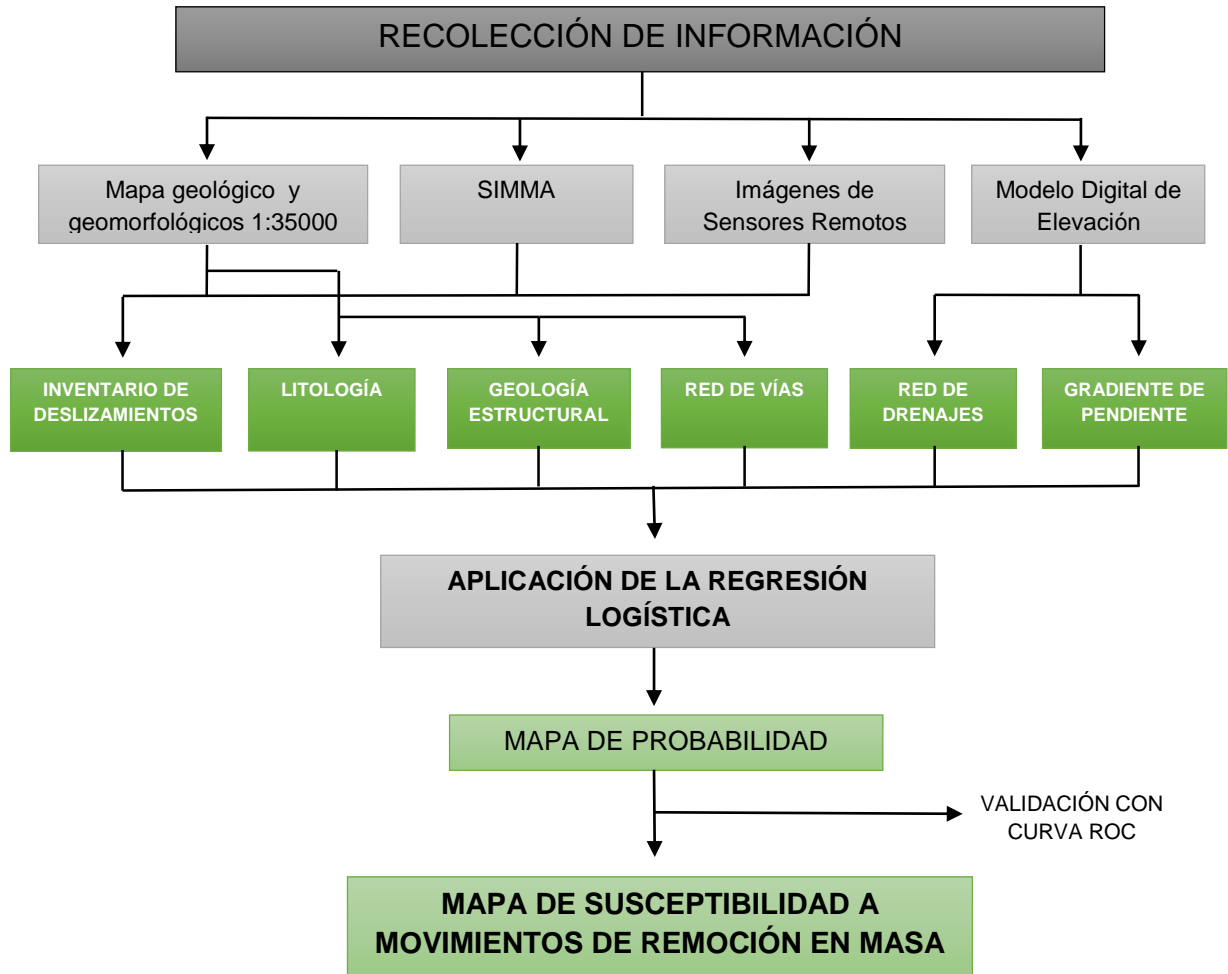 RECOLECCIÓN DE INFORMACIÓN
Mapa geológico y
geomorfológicos 1:35000
SIMMA
Imágenes de
Sensores Remotos
Modelo Digital de
Elevación
INVENTARIO DE
DESLIZAMIENTOS
LITOLOGÍA
GEOLOGÍA
ESTRUCTURAL
RED DE VÍAS
RED DE
DRENAJES
GRADIENTE DE
PENDIENTE
APLICACIÓN DE LA REGRESIÓN
LOGÍSTICA
MAPA DE PROBABILIDAD
VALIDACIÓN CON
CURVA ROC
MAPA DE SUSCEPTIBILIDAD A
MOVIMIENTOS DE REMOCIÓN EN MASA